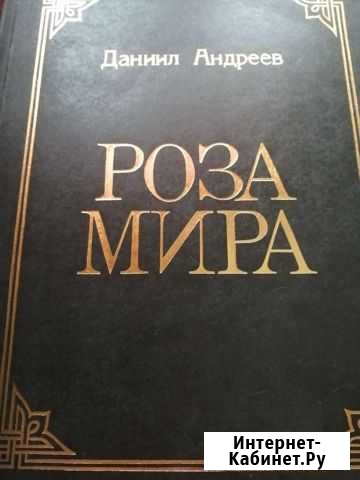 Даниил Андреев
РОЗА
МИРА
Интернет-
Кабинет.Ру